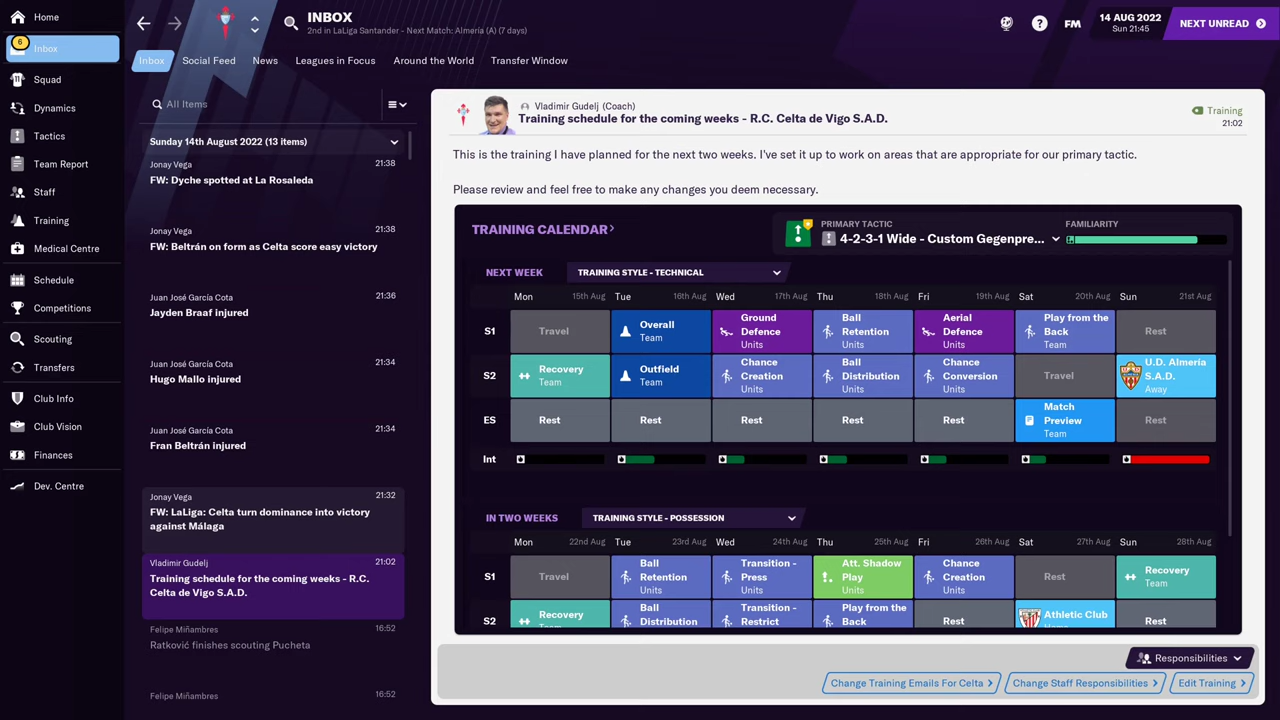 Home
Inbox
6
Squad
Dynamics
Tactics
Team Report
Staff
Training
Medical Centre
Schedule
Competitions
Scouting
Transfers
Club Info
Club Vision
Finances
Dev. Centre
INBOX
2nd in LaLiga Santander - Next Match: Almería (A) (7 days)
FM
14 AUG 2022
Sun 21:45
NEXT UNREAD
Inbox
Social Feed
News
Leagues in Focus
Around the World
Transfer Window
All Items
Sunday 14th August 2022 (13 items)
Jonay Vega 21:38
FW: Dyche spotted at La Rosaleda
Jonay Vega 21:38
FW: Beltrán on form as Celta score easy victory
Juan José García Cota 21:36
Jayden Braaf injured
Juan José García Cota 21:34
Hugo Mallo injured
Juan José García Cota 21:34
Fran Beltrán injured
Jonay Vega 21:32
FW: LaLiga: Celta turn dominance into victory
against Málaga
Vladimir Gudelj 21:02
Training schedule for the coming weeks - R.C.
Celta de Vigo S.A.D.
Felipe Miñambres 16:52
Ratković finishes scouting Pucheta
Felipe Miñambres 16:52
Vladimir Gudelj (Coach)
Training schedule for the coming weeks - R.C. Celta de Vigo S.A.D.
Training
21:02
This is the training I have planned for the next two weeks. I've set it up to work on areas that are appropriate for our primary tactic.
Please review and feel free to make any changes you deem necessary.
TRAINING CALENDAR
PRIMARY TACTIC
4-2-3-1 Wide - Custom Gegenpre...
FAMILIARITY
NEXT WEEK
TRAINING STYLE - TECHNICAL
Mon 15th Aug Tue 16th Aug Wed 17th Aug Thu 18th Aug Fri 19th Aug Sat 20th Aug Sun 21st Aug
S1
Travel
Overall
Team
Ground
Defence
Units
Ball
Retention
Units
Aerial
Defence
Units
Play from the
Back
Team
Rest
S2
Recovery
Team
Outfield
Team
Chance
Creation
Units
Ball
Distribution
Units
Chance
Conversion
Units
Travel
U.D. Almería
S.A.D.
Away
ES
Rest
Rest
Rest
Rest
Rest
Match
Preview
Team
Rest
Int
IN TWO WEEKS
TRAINING STYLE - POSSESSION
Mon 22nd Aug Tue 23rd Aug Wed 24th Aug Thu 25th Aug Fri 26th Aug Sat 27th Aug Sun 28th Aug
S1
Travel
Ball
Retention
Units
Transition -
Press
Units
Att. Shadow
Play
Units
Chance
Creation
Units
Rest
Recovery
Team
S2
Recovery
Team
Ball
Distribution
Transition -
Restrict
Play from the
Back
Rest
Athletic Club
Home
Rest
Responsibilities
Change Training Emails For Celta
Change Staff Responsibilities
Edit Training